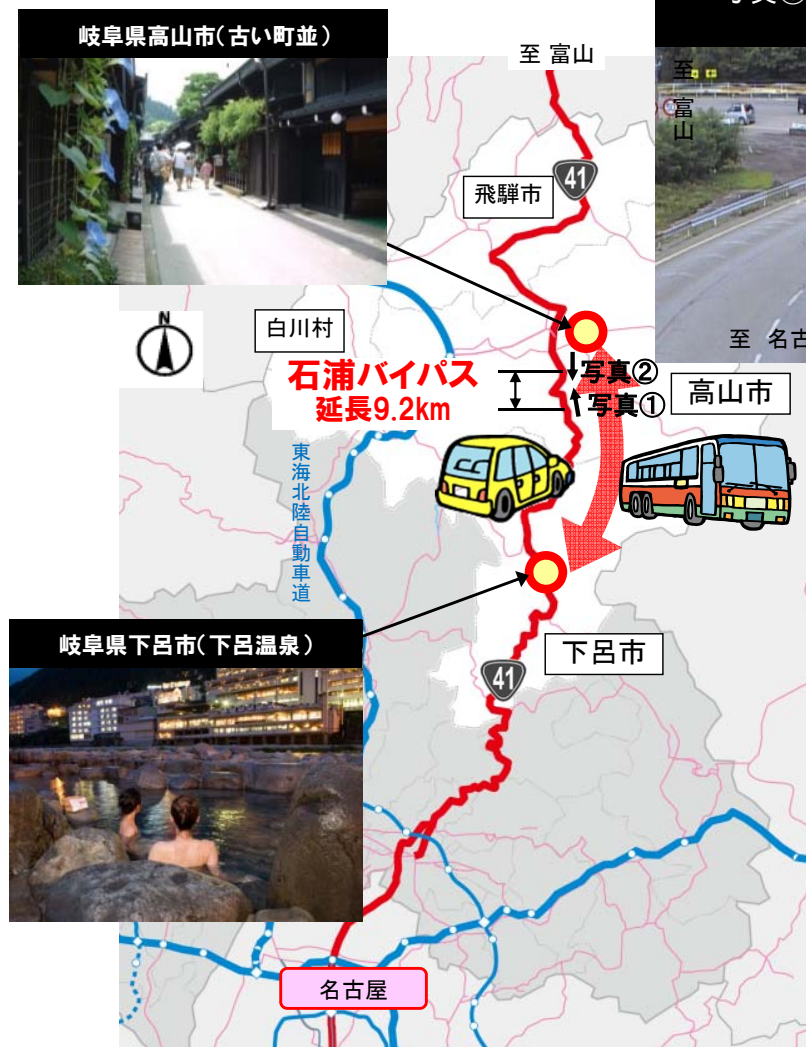 岐阜県高山市(古い町並)
至 富山
至
富
山
至 名古
飛騨市
41
N
白川村
石浦バイパス
延長9.2km
写真②
写真①
高山市
東海北陸自動車道
岐阜県下呂市(下呂温泉)
下呂市
41
名古屋